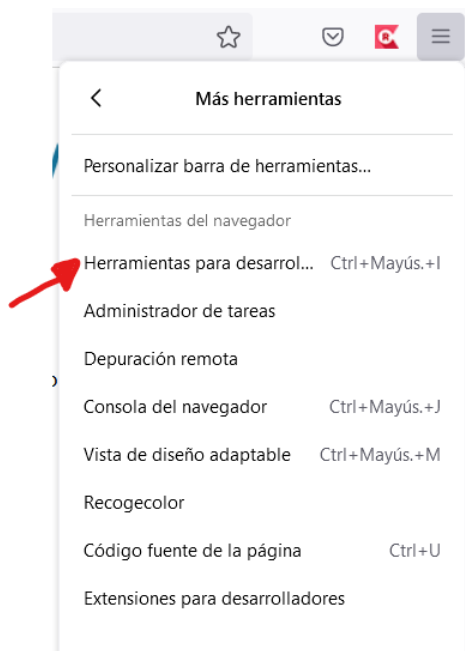 Más herramientas
Personalizar barra de herramientas...
Herramientas del navegador
Herramientas para desarrol... Ctrl+Mayús.+I
Administrador de tareas
Depuración remota
Consola del navegador Ctrl+Mayús.+J
Vista de diseño adaptable Ctrl+Mayús.+M
Recogecolor
Código fuente de la página Ctrl+U
Extensiones para desarrolladores